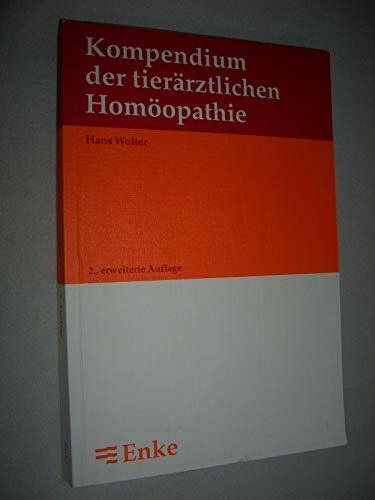 Kompendium
der tierärztlichen
Homöopathie
Hans Wolter
2., erweiterte Auflage
Enke